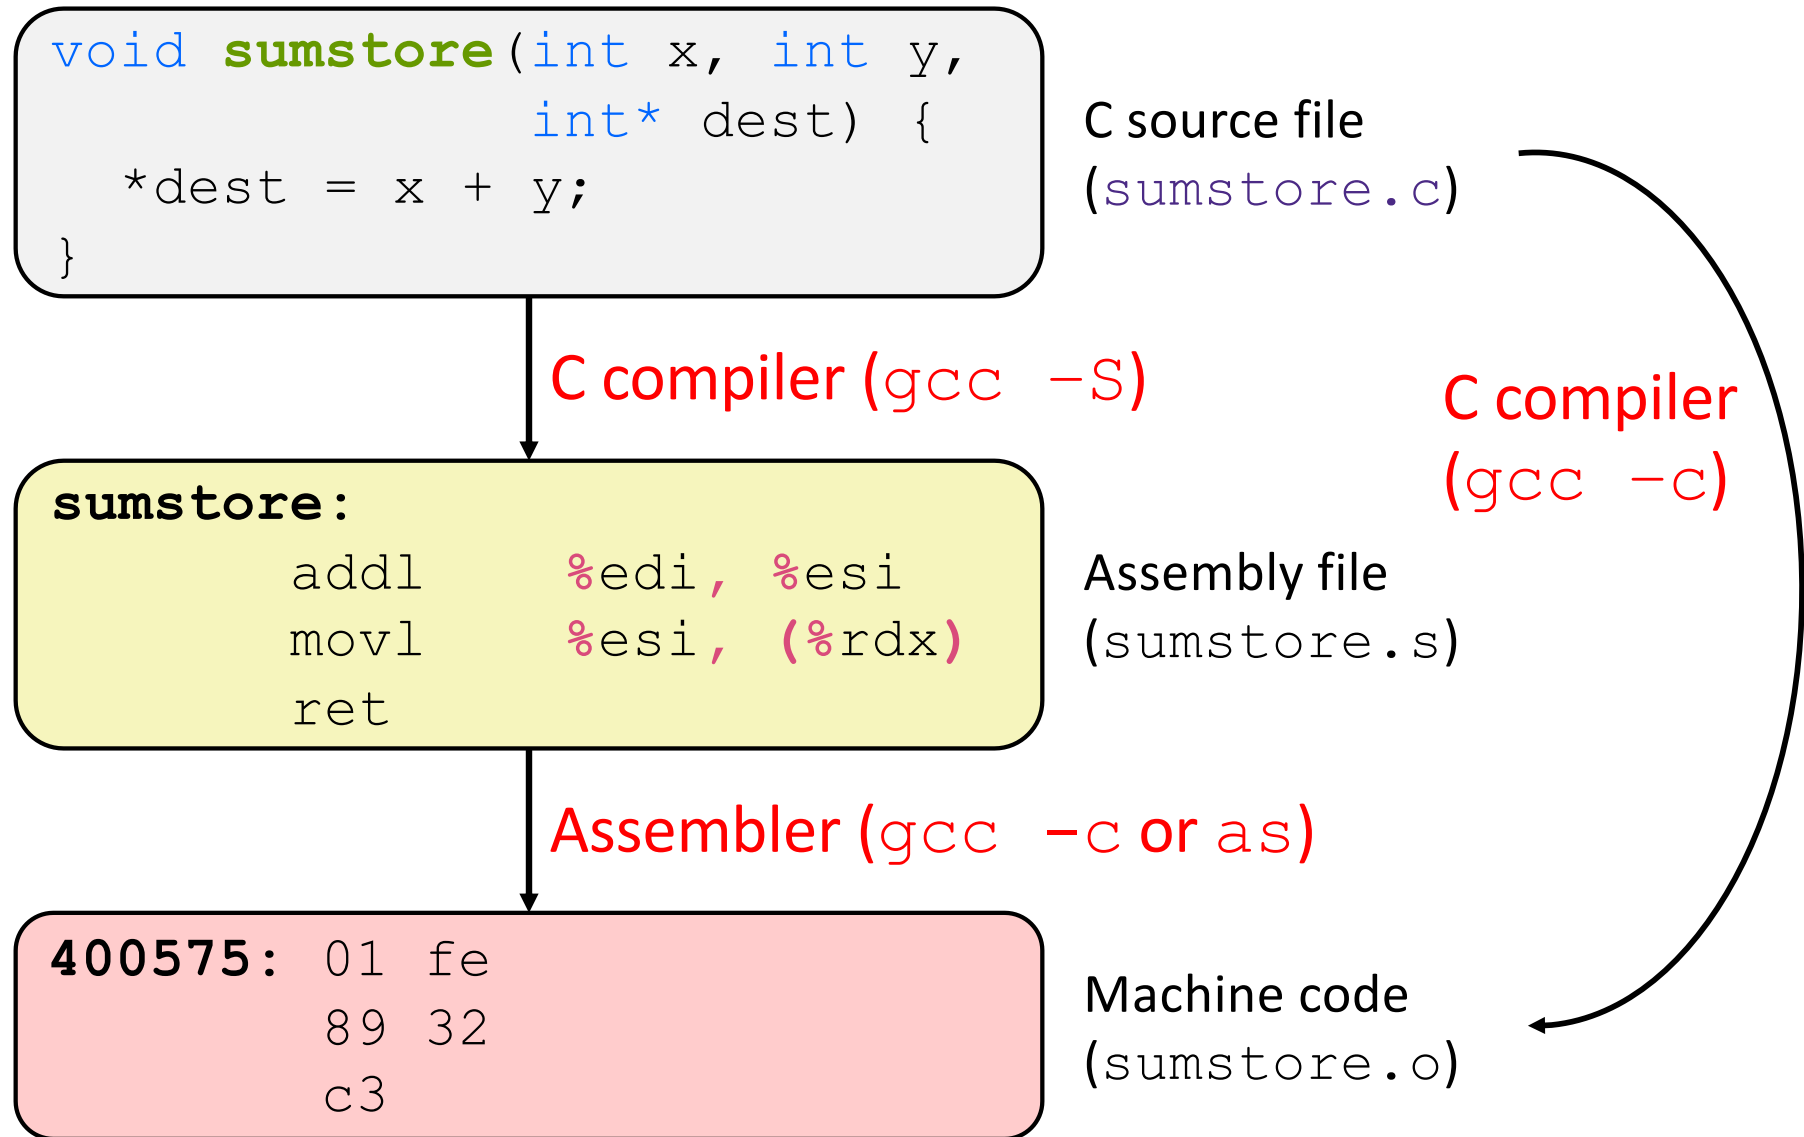 void sumstore(int x, int y,
int* dest) {
*dest = x + y;
}
C source file
(sumstore.c)
C compiler (gcc –S)
C compiler
(gcc –c)
sumstore:
addl %edi, %esi
movl %esi, (%rdx)
ret
Assembly file
(sumstore.s)
Assembler (gcc -c or as)
400575: 01 fe
89 32
c3
Machine code
(sumstore.o)